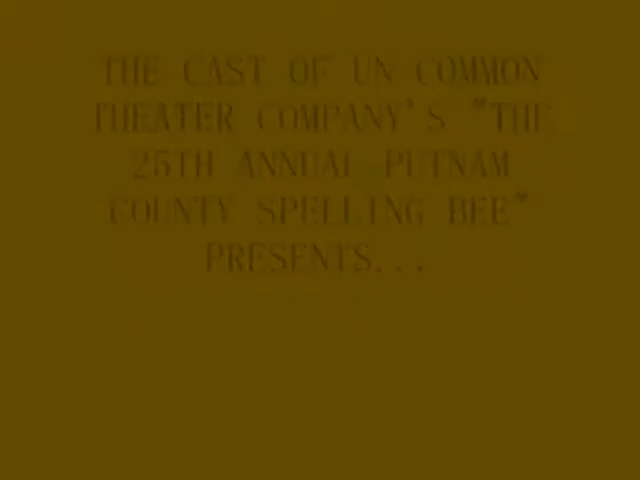 THE CAST OF UN-COMMON
THEATER COMPANY'S "THE
25TH ANNUAL PUTNAM
COUNTY SPELLING BEE"
PRESENTS...